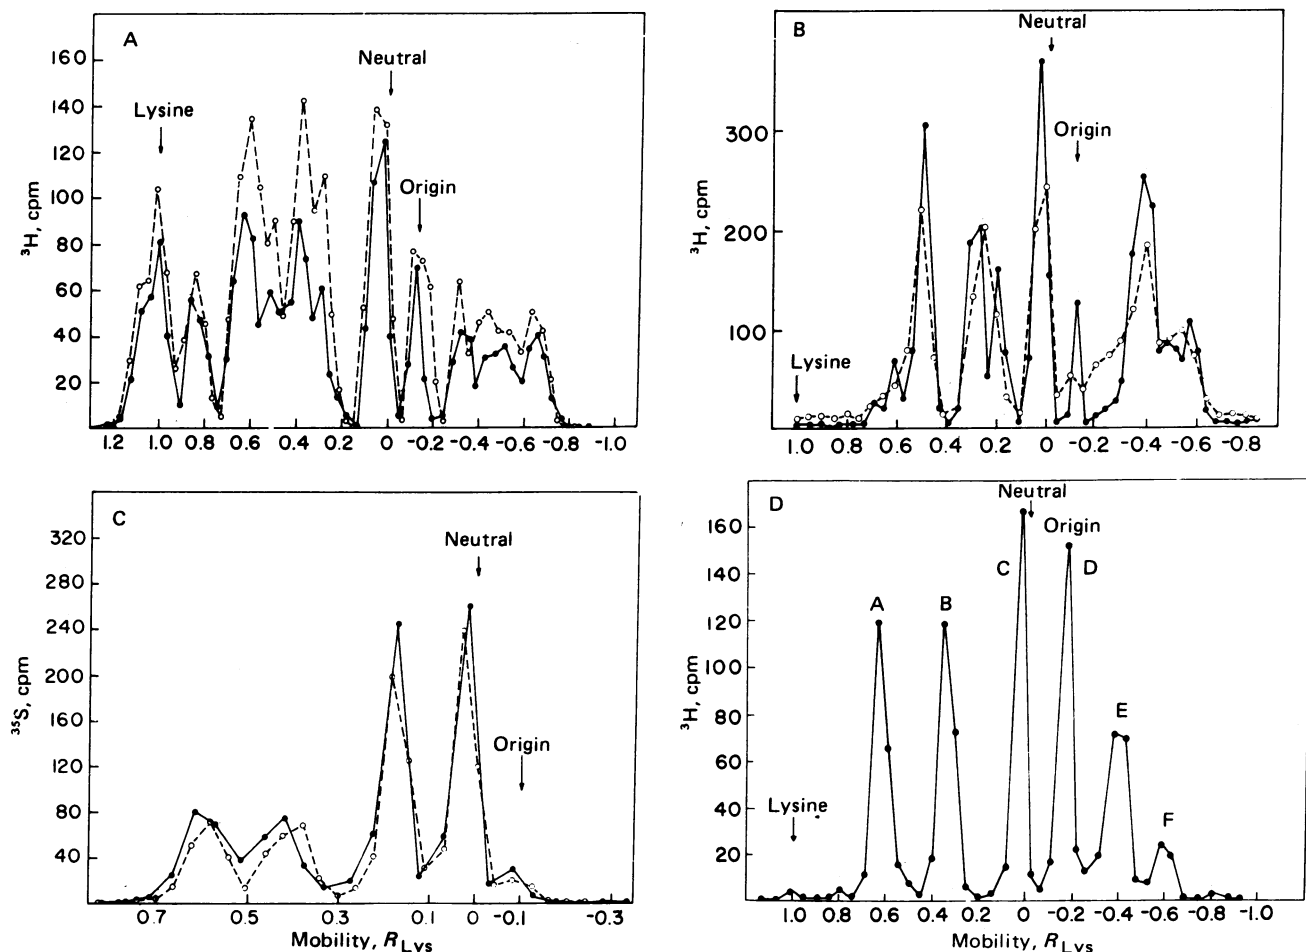 A
Neutral
Lysine
Origin
³H, cpm
160
140
120
100
80
60
40
20
1.2 1.0 0.8 0.6 0.4 0.2 0 -0.2 -0.4 -0.6 -0.8 -1.0
B
Neutral
Origin
Lysine
³H, cpm
300
200
100
1.0 0.8 0.6 0.4 0.2 0 -0.2 -0.4 -0.6 -0.8
C
Neutral
Origin
³⁵S, cpm
320
280
240
200
160
120
80
40
0.7 0.5 0.3 0.1 0 -0.1 -0.3
Mobility, R Lys
D
Neutral
Origin
Lysine
A
B
C
D
E
F
³H, cpm
160
140
120
100
80
60
40
20
1.0 0.8 0.6 0.4 0.2 0 -0.2 -0.4 -0.6 -0.8 -1.0
Mobility, R Lys